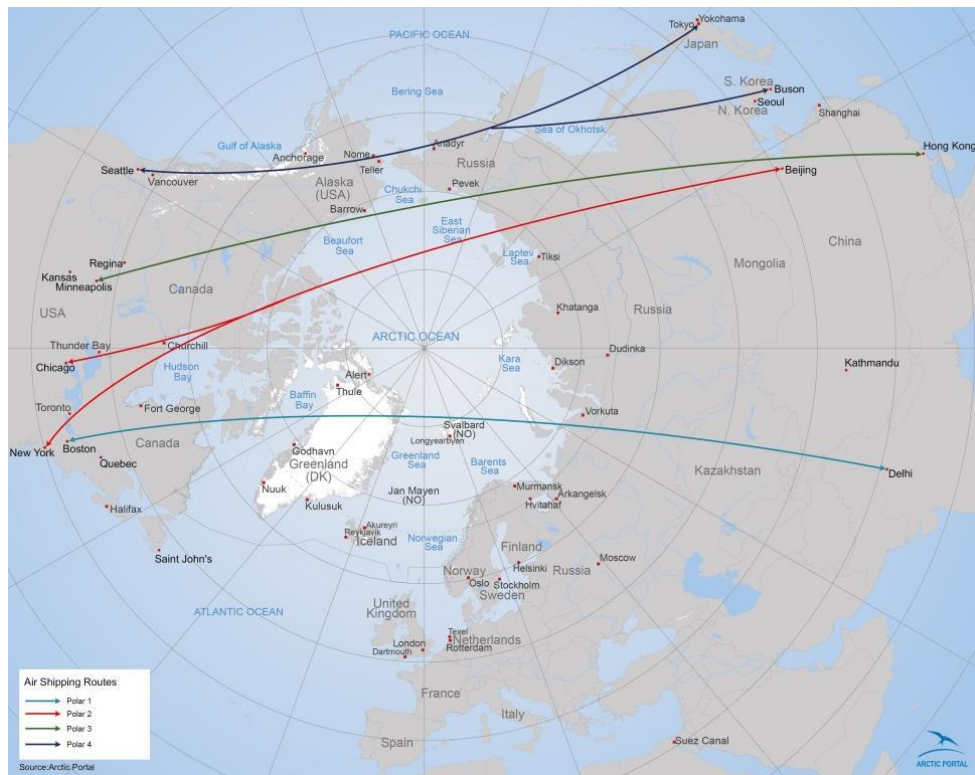 Yokohama
Tokyo
PACIFIC OCEAN
Japan
Bering Sea
S. Korea
Buson
Seoul
N. Korea
Shanghai
Sea of Okhotsk
Gulf of Alaska
Anchorage
Nome
Anadyr
Russia
Teller
Hong Kong
Seattle
Vancouver
Alaska
(USA)
Chukchi
Sea
Pevek
Beijing
Barrow
East
Siberian
Sea
Beaufort
Sea
China
Laptev
Sea
Tiksi
Mongolia
Regina
Kansas
Minneapolis
Canada
USA
Khatanga
Russia
ARCTIC OCEAN
Thunder Bay
Churchill
Chicago
Hudson
Bay
Kara
Sea
Dikson
Dudinka
Kathmandu
Alert
Thule
Baffin
Bay
Toronto
Fort George
Vorkuta
Svalbard
(NO)
Longyearbyen
New York
Boston
Canada
Quebec
Godhavn
Greenland
(DK)
Greenland
Sea
Barents
Sea
Kazakhstan
Delhi
Nuuk
Kulusuk
Jan Mayen
(NO)
Murmansk
Hvitahaf
Arkangelsk
Halifax
Akureyri
Reykjavik
Iceland
Norwegian
Sea
Finland
Helsinki
Russia
Moscow
Saint John's
Norway
Oslo
Stockholm
Sweden
ATLANTIC OCEAN
United
Kingdom
Texel
Netherlands
Rotterdam
London
Dartmouth
France
Italy
Spain
Suez Canal
Air Shipping Routes
Polar 1
Polar 2
Polar 3
Polar 4
Source:Arctic Portal
ARCTIC PORTAL